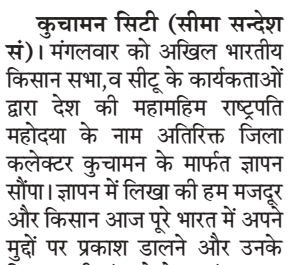 कुचामन सिटी (सीमा सन्देश
सं)। मंगलवार को अखिल भारतीय
किसान सभा,व सीटू के कार्यकताओं
द्वारा देश की महामहिम राष्ट्रपति
महोदया के नाम अतिरिक्त जिला
कलेक्टर कुचामन के मार्फत ज्ञापन
सौंपा। ज्ञापन में लिखा की हम मजदूर
और किसान आज पूरे भारत में अपने
मुद्दों पर प्रकाश डालने और उनके